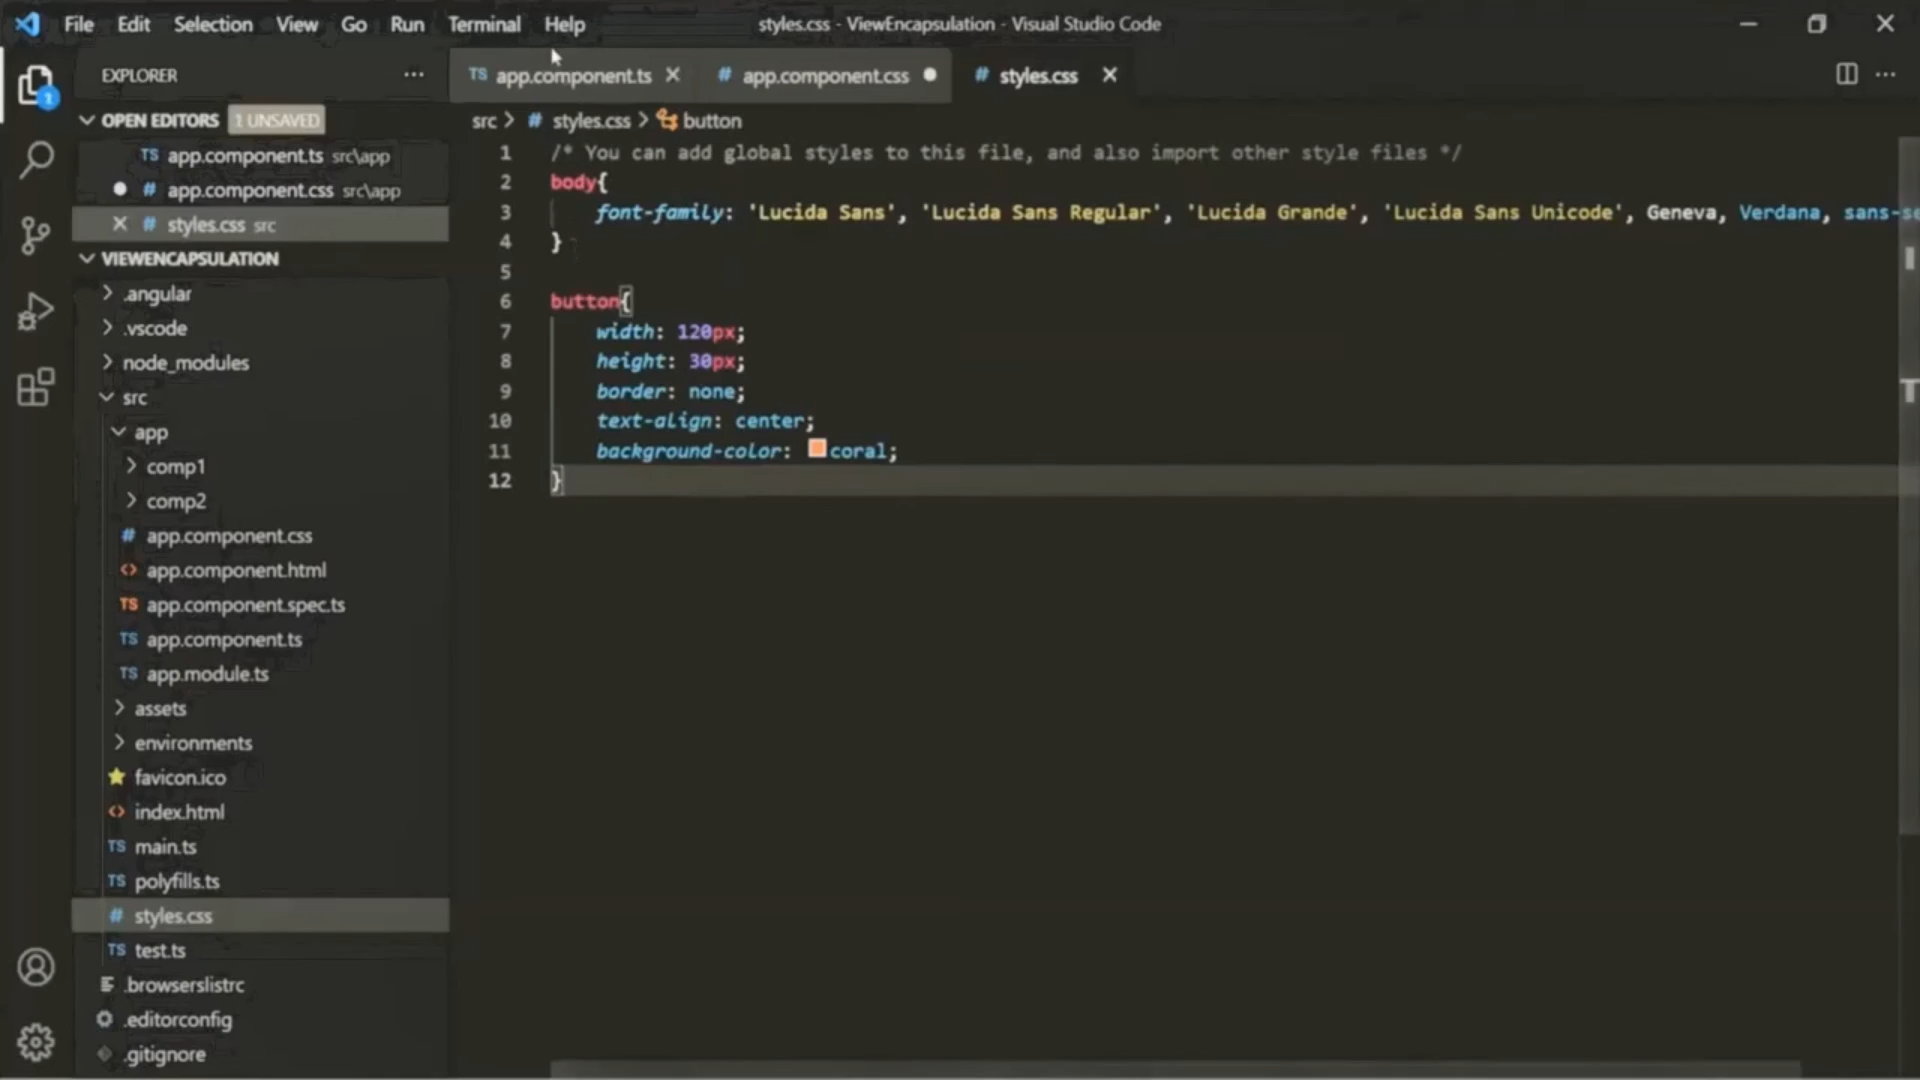 File Edit Selection View Go Run Terminal Help
styles.css - ViewEncapsulation - Visual Studio Code
EXPLORER
1
OPEN EDITORS 1 UNSAVED
TS app.component.ts src\app
# app.component.css src\app
# styles.css src
VIEWENCAPSULATION
.angular
.vscode
node_modules
src
app
comp1
comp2
# app.component.css
<> app.component.html
TS app.component.spec.ts
TS app.component.ts
TS app.module.ts
assets
environments
favicon.ico
<> index.html
TS main.ts
TS polyfills.ts
# styles.css
TS test.ts
.browserslistrc
.editorconfig
.gitignore
TS app.component.ts # app.component.css # styles.css
src > # styles.css > button
1 /* You can add global styles to this file, and also import other style files */
2 body{
3 font-family: 'Lucida Sans', 'Lucida Sans Regular', 'Lucida Grande', 'Lucida Sans Unicode', Geneva, Verdana, sans-se
4 }
5
6 button{
7 width: 120px;
8 height: 30px;
9 border: none;
10 text-align: center;
11 background-color: coral;
12 }